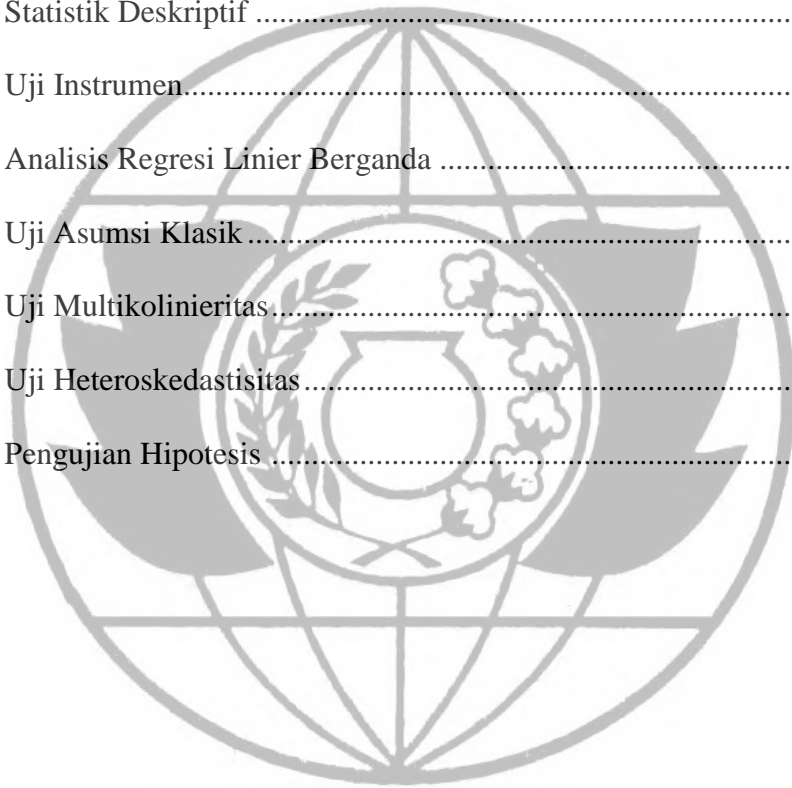 Statistik Deskriptif ........................................................................
Uji Instrumen................................................................................
Analisis Regresi Linier Berganda ..............................................
Uji Asumsi Klasik .........................................................................
Uji Multikolinieritas.....................................................................
Uji Heteroskedastisitas.................................................................
Pengujian Hipotesis .....................................................................